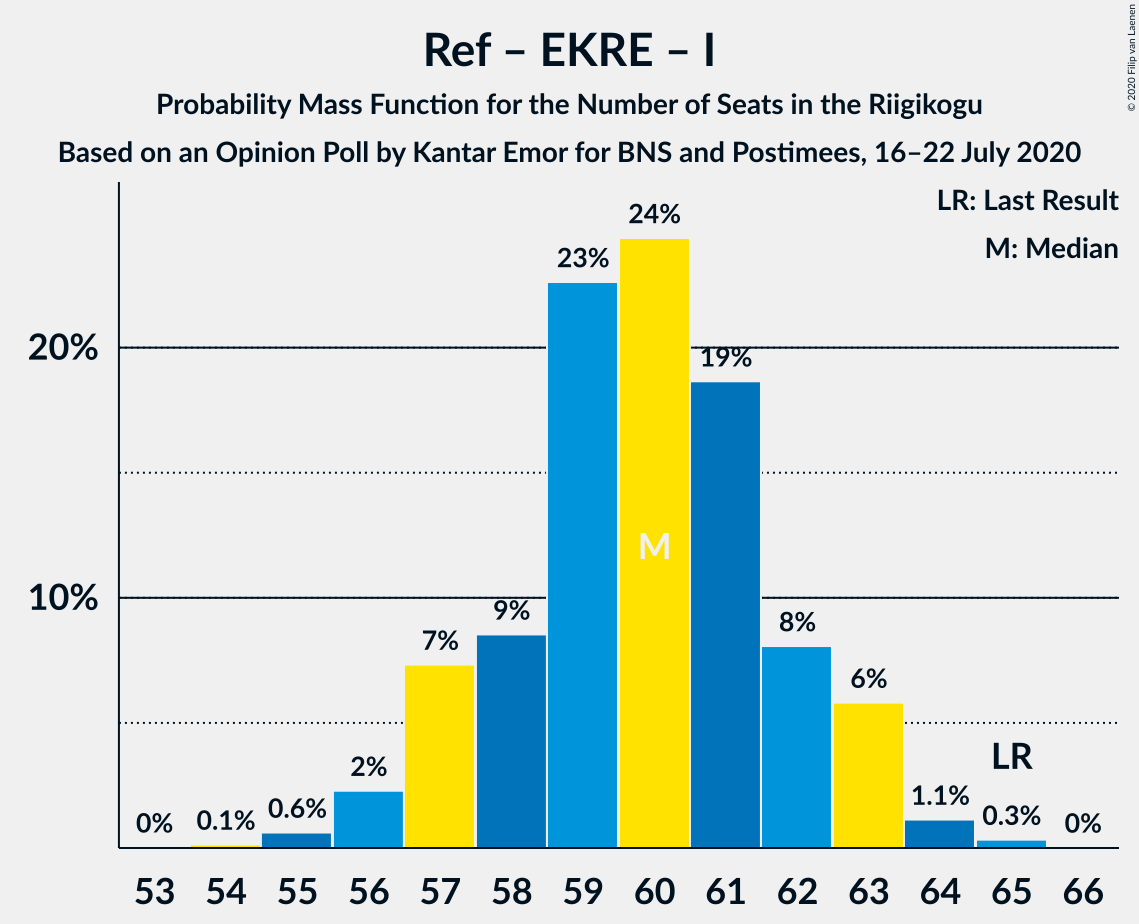 Ref – EKRE – I
Probability Mass Function for the Number of Seats in the Riigikogu
Based on an Opinion Poll by Kantar Emor for BNS and Postimees, 16–22 July 2020
© 2020 Filip van Laenen
LR: Last Result
M: Median
24%
23%
20%
19%
M
10%
9%
8%
7%
6%
LR
2%
1.1%
0.6%
0.3%
0% 0.1% 0%
53 54 55 56 57 58 59 60 61 62 63 64 65 66